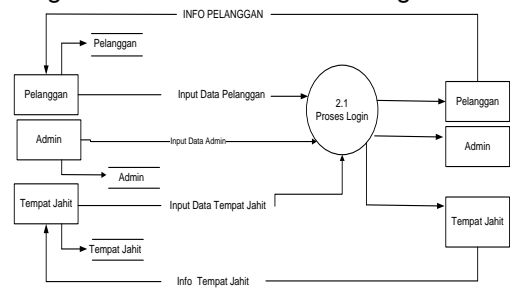 INFO PELANGGAN
Pelanggan
Pelanggan
Input Data Pelanggan
2.1
Proses Login
Pelanggan
Admin
Input Data Admin
Admin
Admin
Tempat Jahit
Input Data Tempat Jahit
Tempat Jahit
Tempat Jahit
Info Tempat Jahit